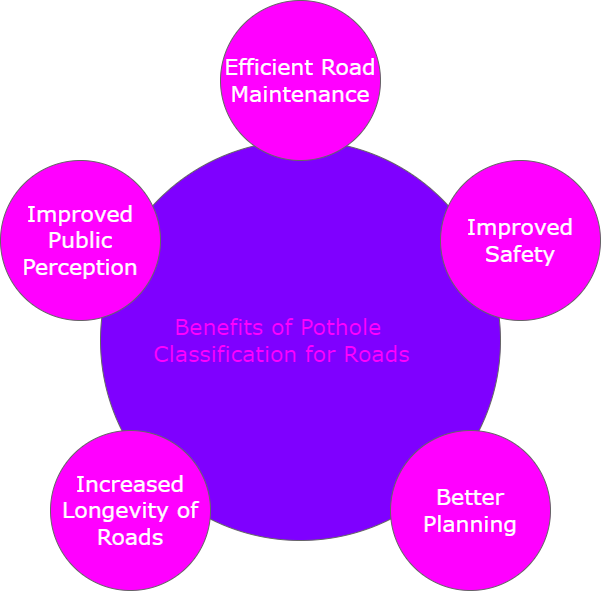 Efficient Road
Maintenance
Improved
Public
Perception
Improved
Safety
Benefits of Pothole
Classification for Roads
Increased
Longevity of
Roads
Better
Planning